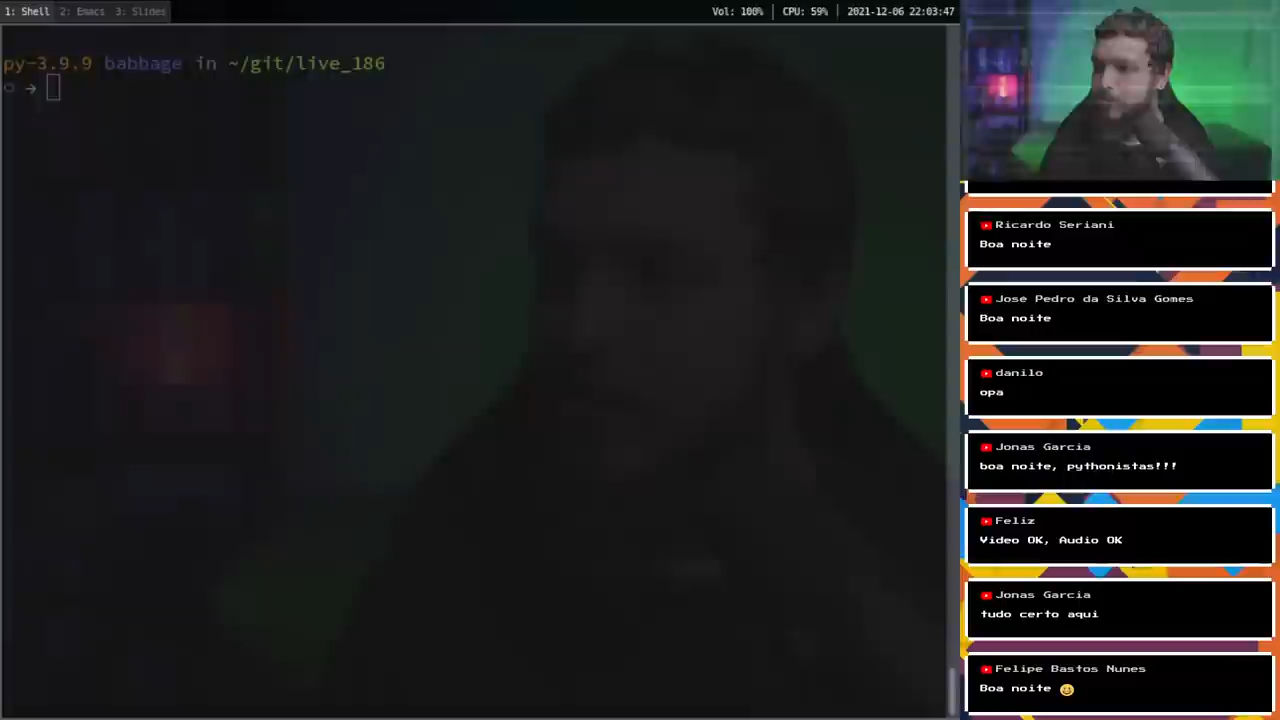 1: Shell 2: Emacs 3: Slides
Vol: 100% CPU: 59% 2021-12-06 22:03:47
py-3.9.9 babbage in ~/git/live_186
○ →
Ricardo Seriani
Boa noite
José Pedro da Silva Gomes
Boa noite
danilo
opa
Jonas Garcia
boa noite, pythonistas!!!
Feliz
Video OK, Audio OK
Jonas Garcia
tudo certo aqui
Felipe Bastos Nunes
Boa noite 😀